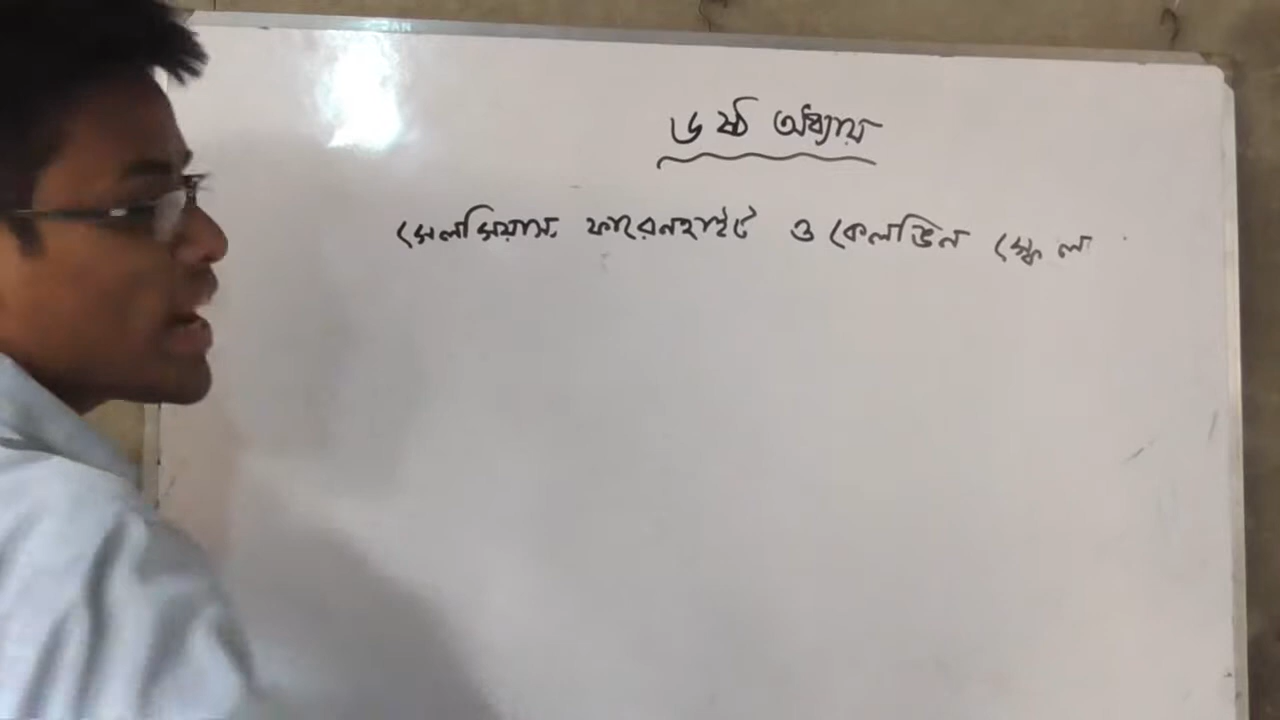 ৬ষ্ঠ অধ্যায়
সেলসিয়াস, ফারেনহাইট ও কেলভিন স্কেল